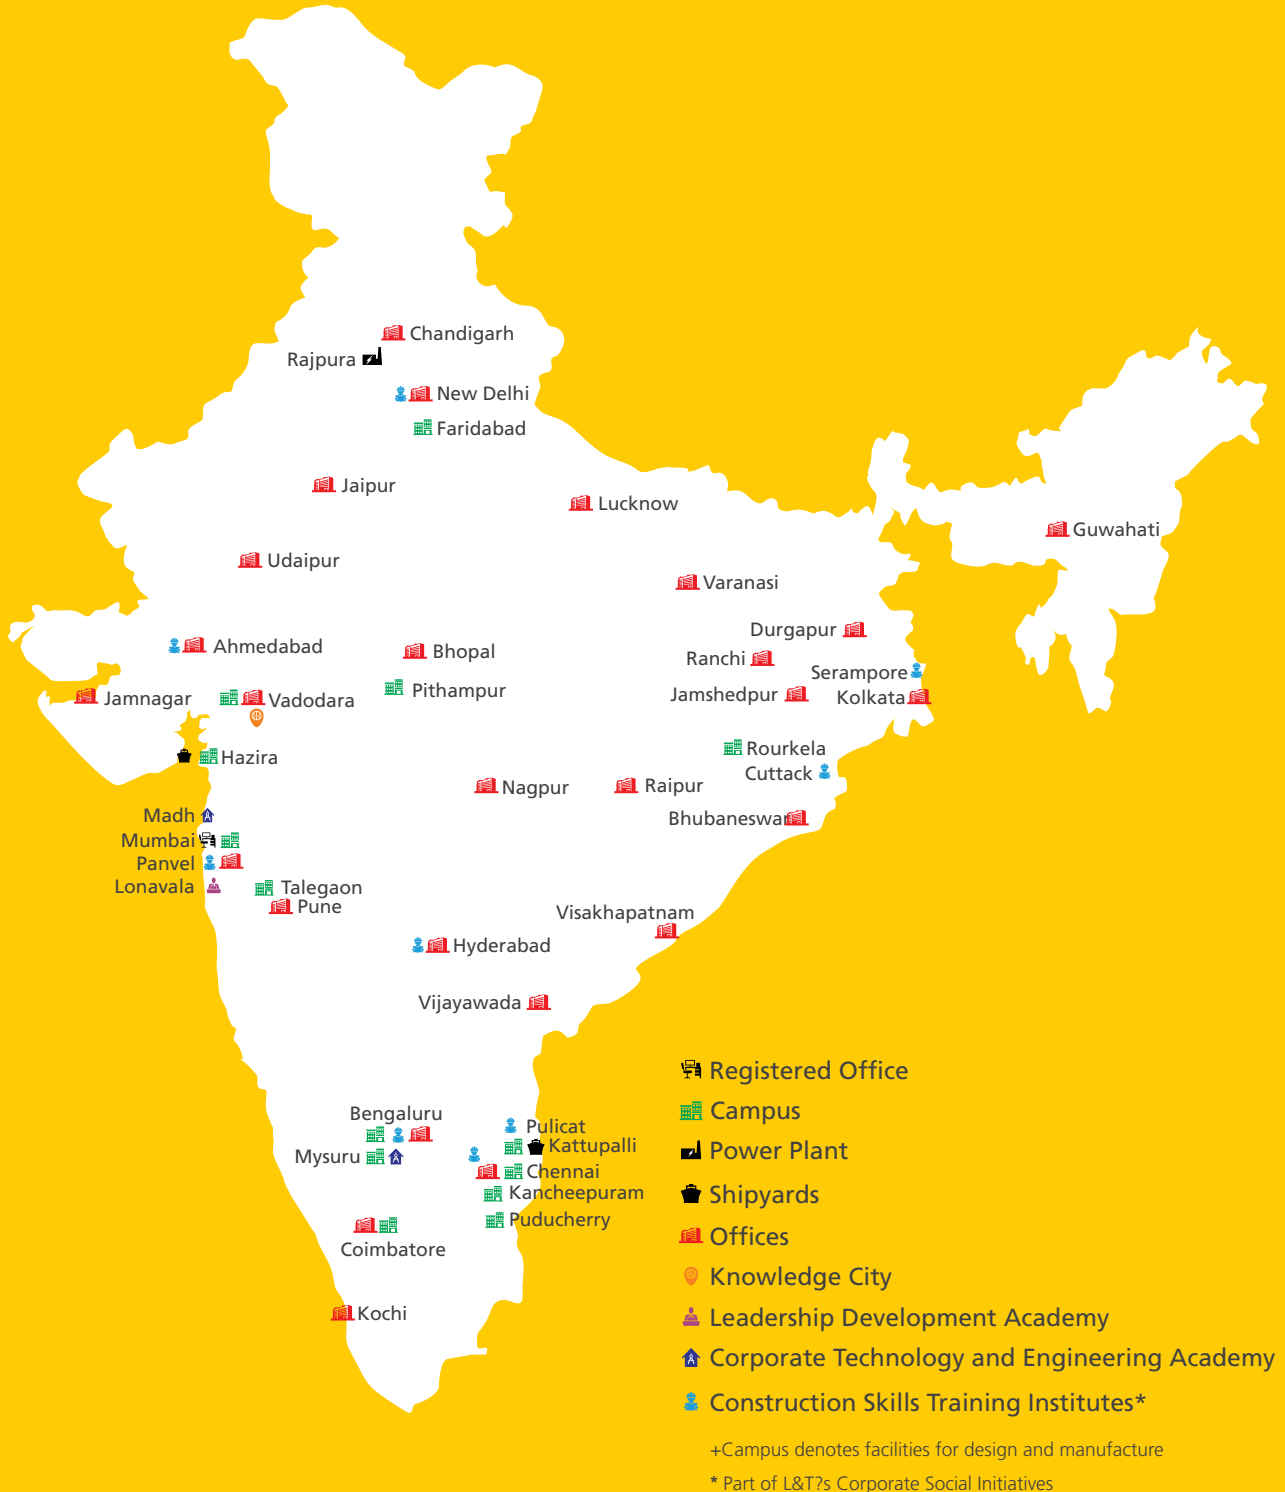 Chandigarh
Rajpura
New Delhi
Faridabad
Jaipur
Lucknow
Guwahati
Udaipur
Varanasi
Durgapur
Ahmedabad
Bhopal
Ranchi
Serampore
Pithampur
Jamshedpur
Kolkata
Jamnagar
Vadodara
Rourkela
Hazira
Cuttack
Nagpur
Raipur
Madh
Bhubaneswar
Mumbai
Panvel
Lonavala
Talegaon
Pune
Visakhapatnam
Hyderabad
Vijayawada
Bengaluru
Pulicat
Kattupalli
Mysuru
Chennai
Kancheepuram
Puducherry
Coimbatore
Kochi
Registered Office
Campus
Power Plant
Shipyards
Offices
Knowledge City
Leadership Development Academy
Corporate Technology and Engineering Academy
Construction Skills Training Institutes*
+Campus denotes facilities for design and manufacture
* Part of L&T?s Corporate Social Initiatives